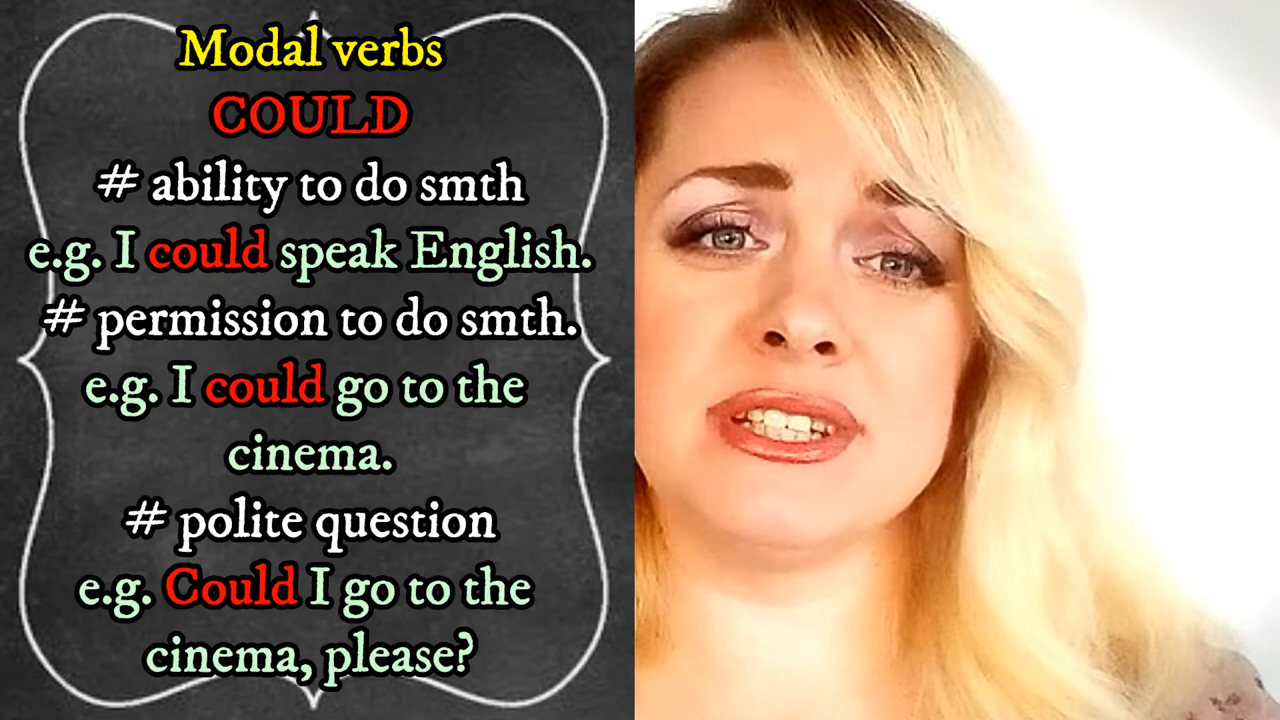 Modal verbs
COULD
# ability to do smth
e.g. I could speak English.
# permission to do smth.
e.g. I could go to the
cinema.
# polite question
e.g. Could I go to the
cinema, please?